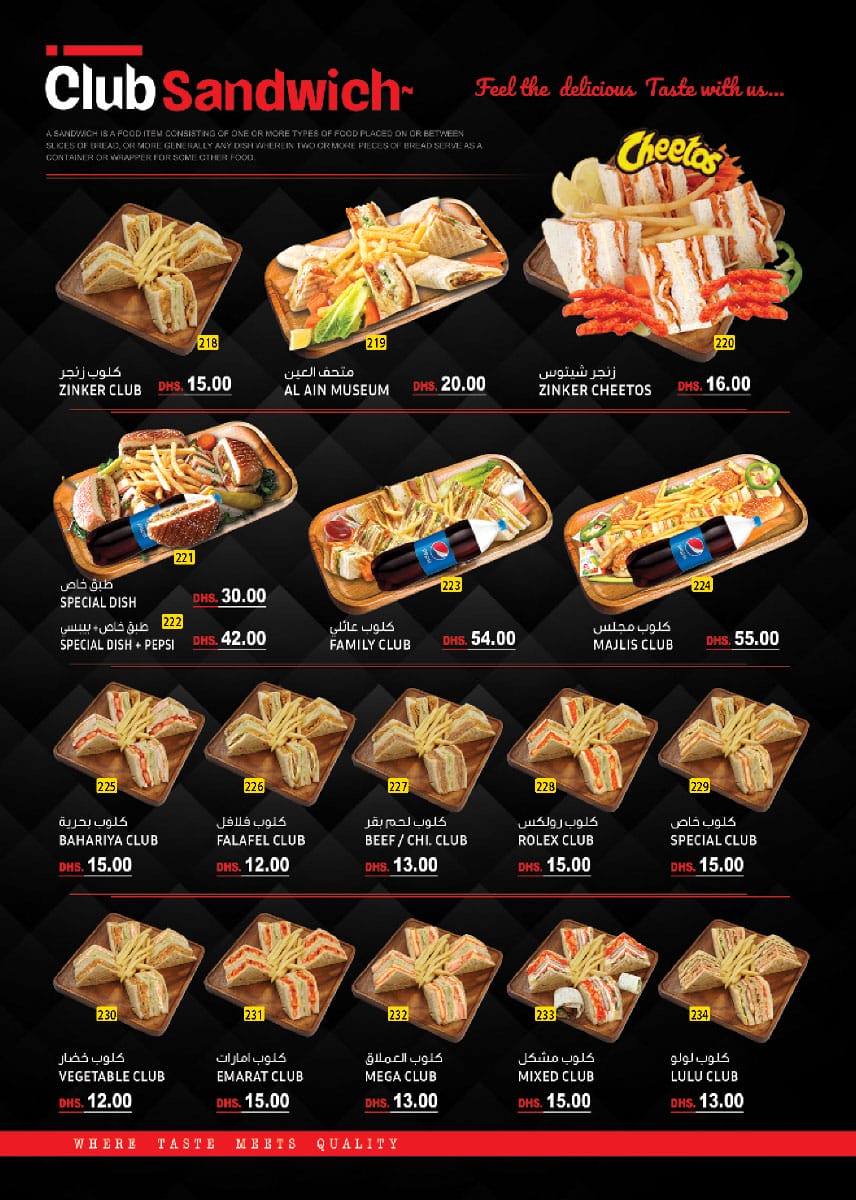 Club Sandwich~
Feel the delicious Taste with us...
A SANDWICH IS A FOOD ITEM CONSISTING OF ONE OR MORE TYPES OF FOOD PLACED ON OR BETWEEN
SLICES OF BREAD, OR MORE GENERALLY ANY DISH WHEREIN TWO OR MORE PIECES OF BREAD SERVE AS A
CONTAINER OR WRAPPER FOR SOME OTHER FOOD.
Cheetos
218
كلوب زنجر
ZINKER CLUB DHS. 15.00
219
متحف العين
AL AIN MUSEUM DHS. 20.00
220
زنجر شيتوس
ZINKER CHEETOS DHS. 16.00
pepsi
221
طبق خاص
SPECIAL DISH DHS. 30.00
طبق خاص+ بيبسي 222
SPECIAL DISH + PEPSI DHS. 42.00
pepsi
223
كلوب عائلي
FAMILY CLUB DHS. 54.00
pepsi
224
كلوب مجلس
MAJLIS CLUB DHS. 55.00
225
كلوب بحرية
BAHARIYA CLUB
DHS. 15.00
226
كلوب فلافل
FALAFEL CLUB
DHS. 12.00
227
كلوب لحم بقر
BEEF / CHI. CLUB
DHS. 13.00
228
كلوب رولكس
ROLEX CLUB
DHS. 15.00
229
كلوب خاص
SPECIAL CLUB
DHS. 15.00
230
كلوب خضار
VEGETABLE CLUB
DHS. 12.00
231
كلوب امارات
EMARAT CLUB
DHS. 15.00
232
كلوب العملاق
MEGA CLUB
DHS. 13.00
233
كلوب مشكل
MIXED CLUB
DHS. 15.00
234
كلوب لولو
LULU CLUB
DHS. 13.00
WHERE TASTE MEETS QUALITY